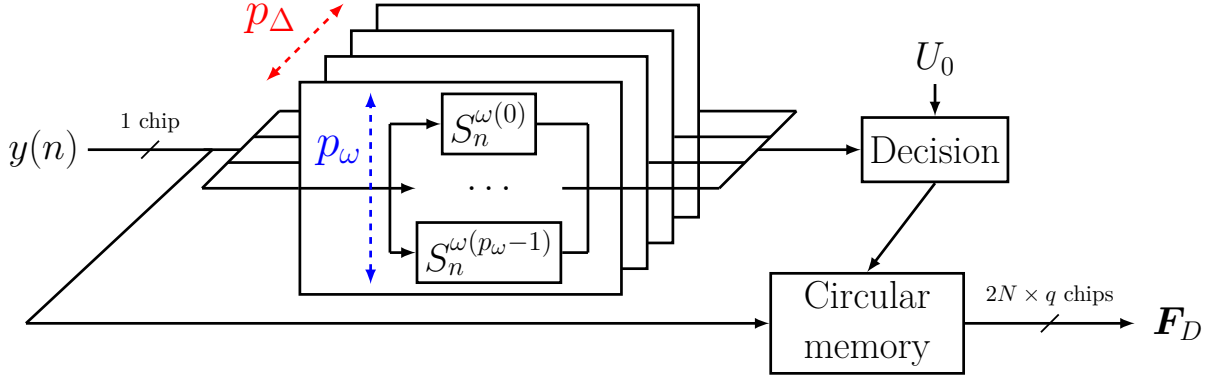 p_Δ
U_0
1 chip
y(n)
p_ω
S_n^{ω(0)}
Decision
· · ·
S_n^{ω(p_ω−1)}
Circular
memory
2N × q chips
F_D